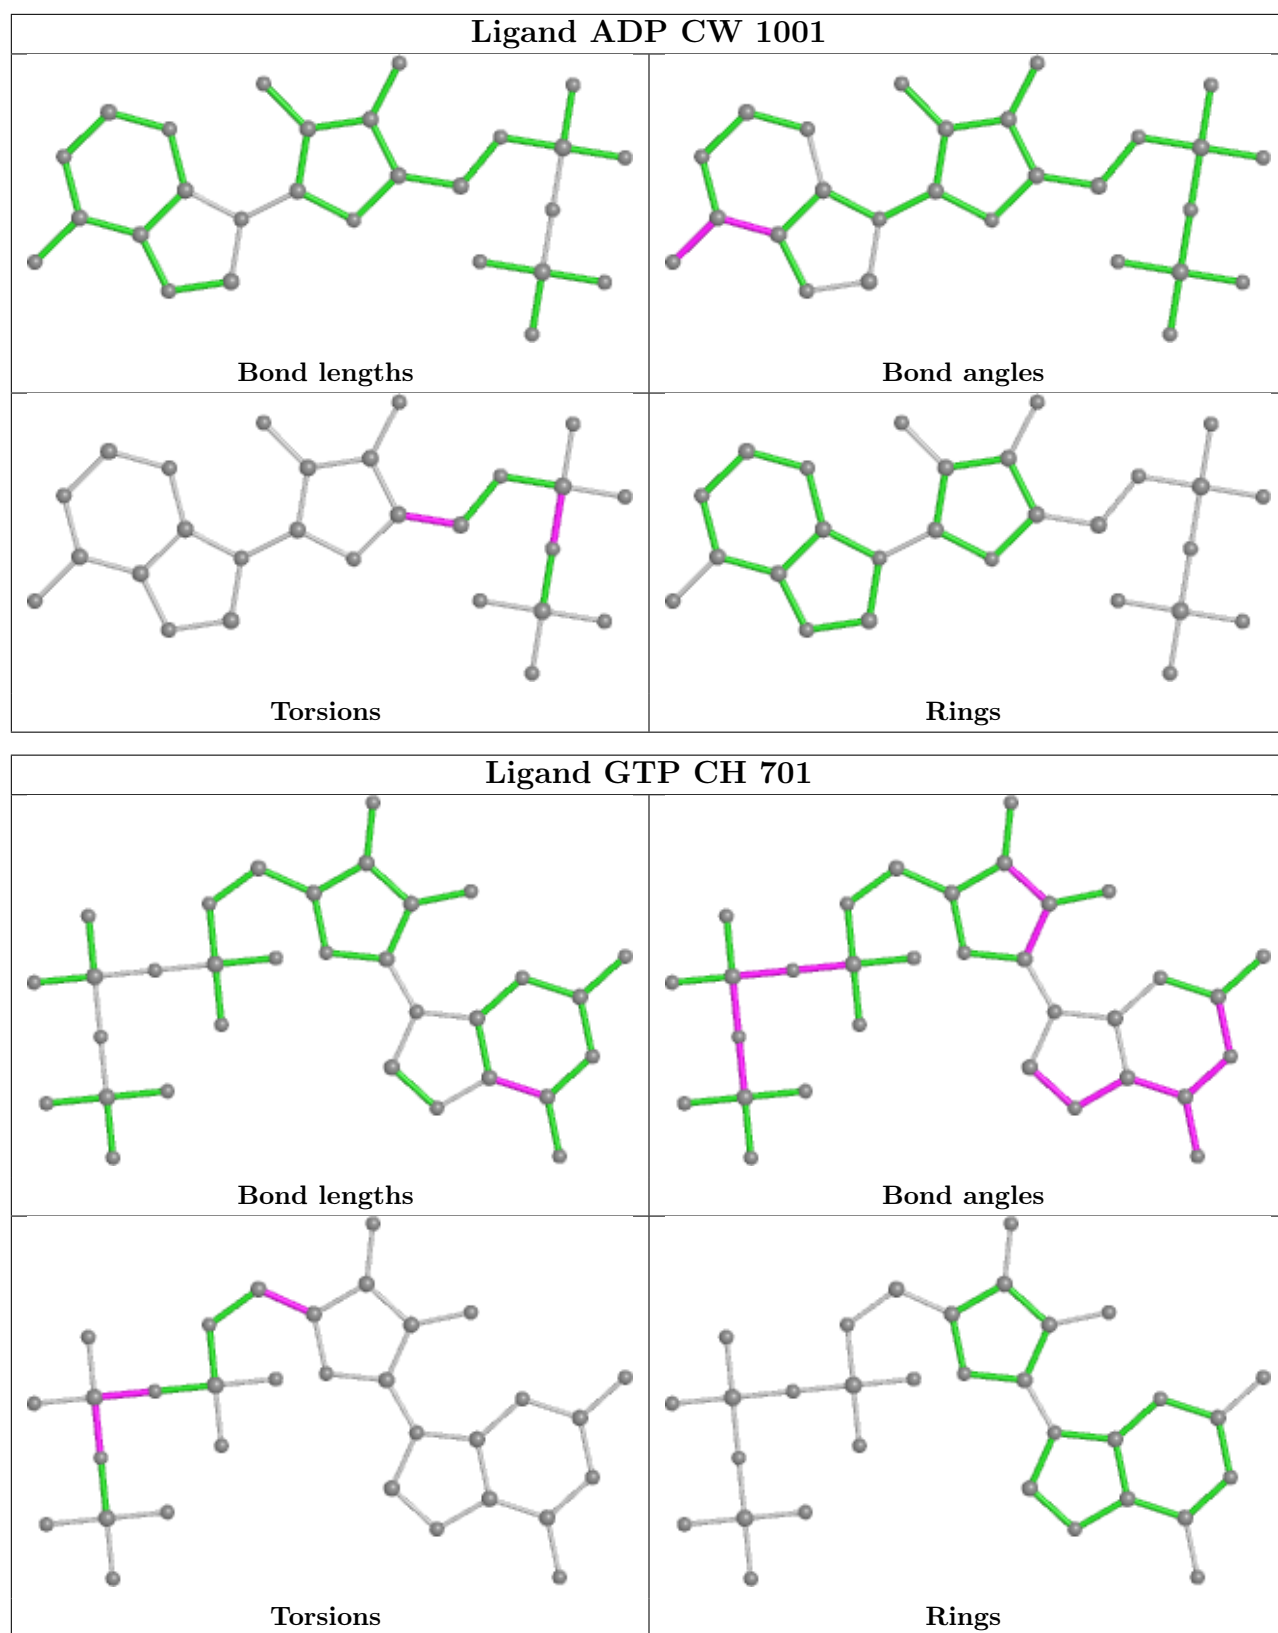 Ligand ADP CW 1001
Bond lengths
Bond angles
Torsions
Rings
Ligand GTP CH 701
Bond lengths
Bond angles
Torsions
Rings